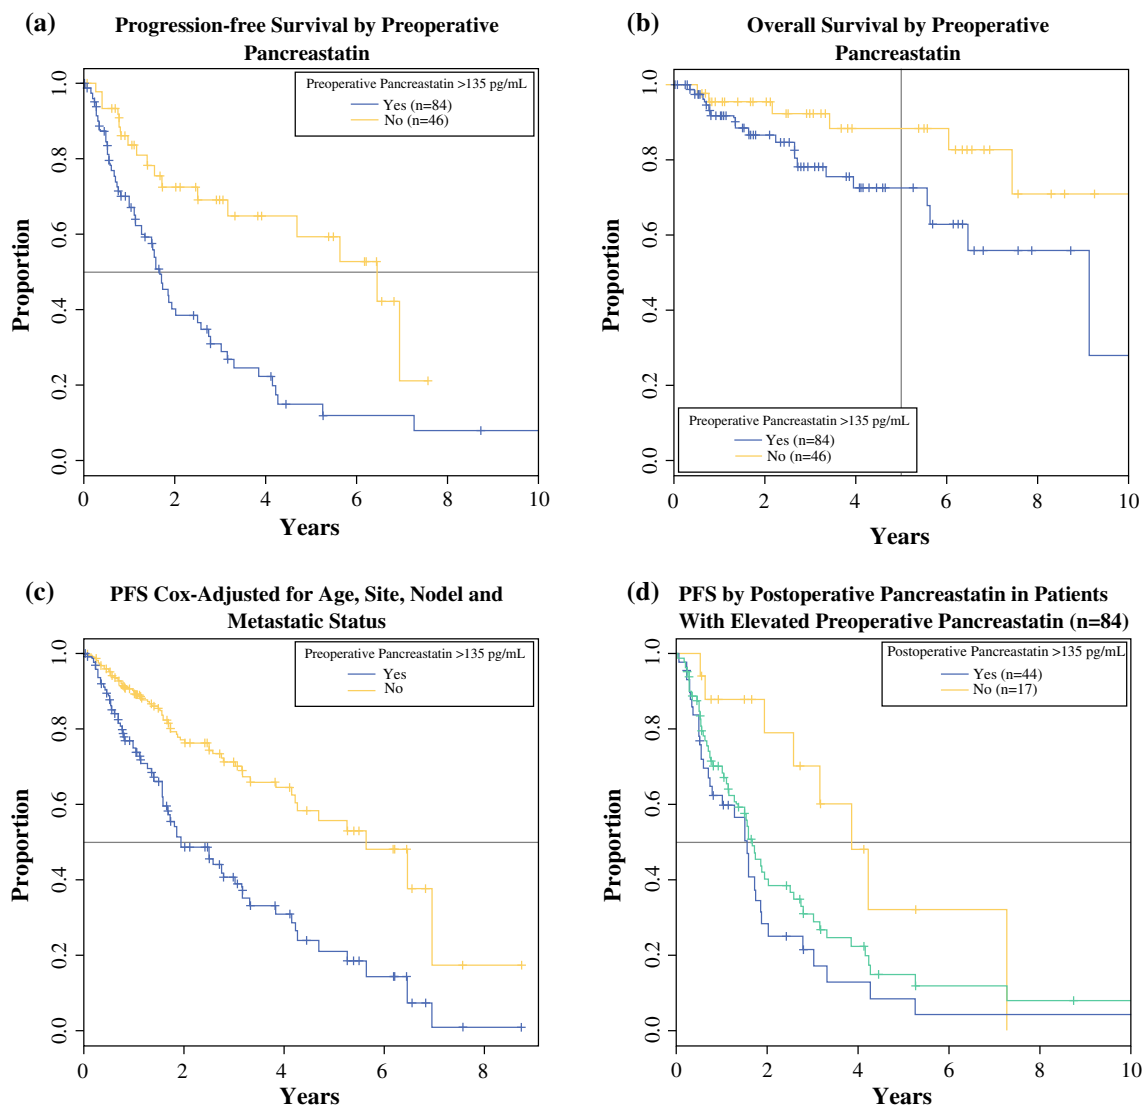 (a)
Progression-free Survival by Preoperative
Pancreastatin
Preoperative Pancreastatin >135 pg/mL
Yes (n=84)
No (n=46)
Proportion
1.0
0.8
0.6
0.4
0.2
0.0
0 2 4 6 8 10
Years
(b)
Overall Survival by Preoperative
Pancreastatin
Proportion
1.0
0.8
0.6
0.4
0.2
0.0
Preoperative Pancreastatin >135 pg/mL
Yes (n=84)
No (n=46)
0 2 4 6 8 10
Years
(c)
PFS Cox-Adjusted for Age, Site, Nodel and
Metastatic Status
Preoperative Pancreastatin >135 pg/mL
Yes
No
Proportion
1.0
0.8
0.6
0.4
0.2
0.0
0 2 4 6 8
Years
(d)
PFS by Postoperative Pancreastatin in Patients
With Elevated Preoperative Pancreastatin (n=84)
Postoperative Pancreastatin >135 pg/mL
Yes (n=44)
No (n=17)
Proportion
1.0
0.8
0.6
0.4
0.2
0.0
0 2 4 6 8 10
Years